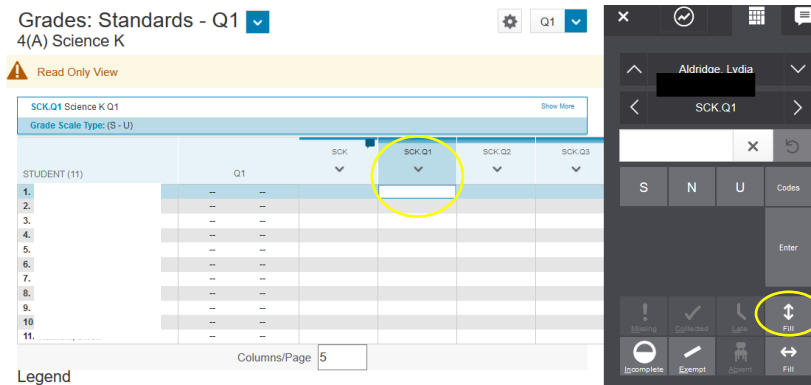 Grades: Standards - Q1
Q1
4(A) Science K
Read Only View
SCK.Q1 Science K Q1
Show More
Grade Scale Type: (S - U)
STUDENT (11)
Q1
SCK
SCK.Q1
SCK.Q2
SCK.Q3
1. -- --
2. -- --
3. -- --
4. -- --
5. -- --
6. -- --
7. -- --
8. -- --
9. -- --
10 -- --
11. -- --
Columns/Page 5
Legend
Aldridge, Lydia
SCK.Q1
S N U Codes
Enter
Missing Collected Late Fill
Incomplete Exempt Absent Fill